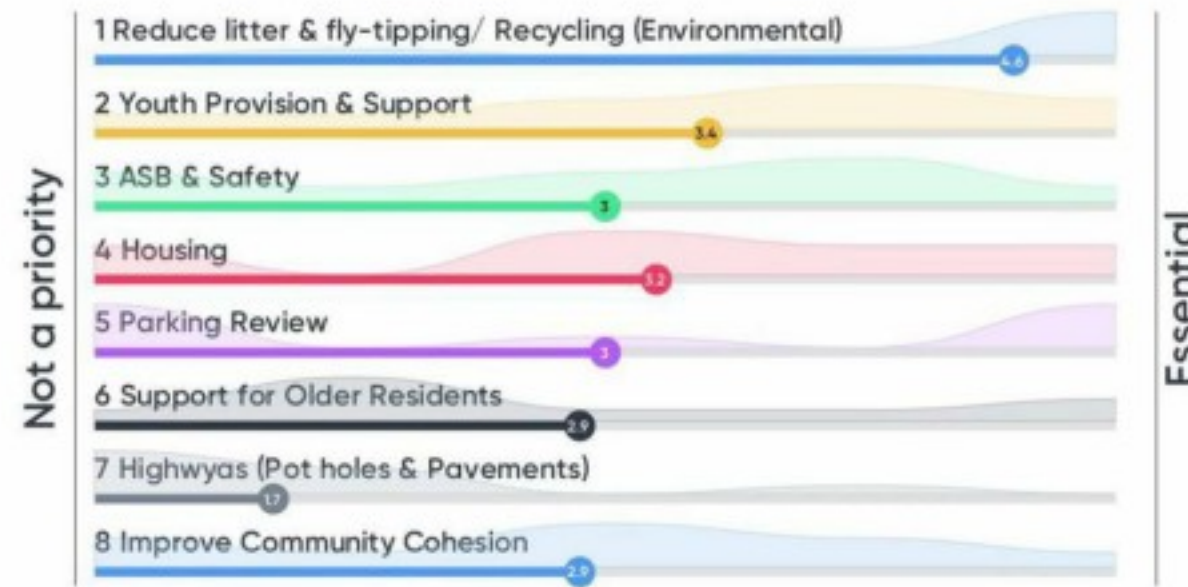 Not a priority
1 Reduce litter & fly-tipping/ Recycling (Environmental)
4.6
2 Youth Provision & Support
3.4
3 ASB & Safety
3
4 Housing
3.2
5 Parking Review
3
6 Support for Older Residents
2.9
7 Highwyas (Pot holes & Pavements)
1.7
8 Improve Community Cohesion
2.9
Essential